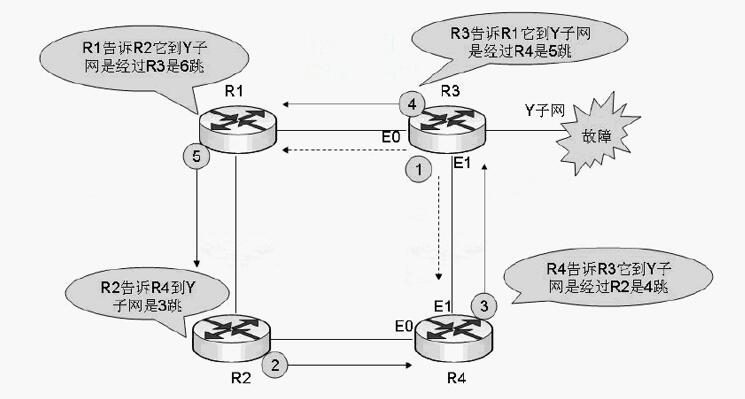 R1告诉R2它到Y子
网是经过R3是6跳
R3告诉R1它到Y子网
是经过R4是5跳
R1
R3
4
Y子网
E0
故障
5
1
E1
R4告诉R3它到Y子
网是经过R2是4跳
R2告诉R4到Y
子网是3跳
E1
3
E0
2
R2
R4